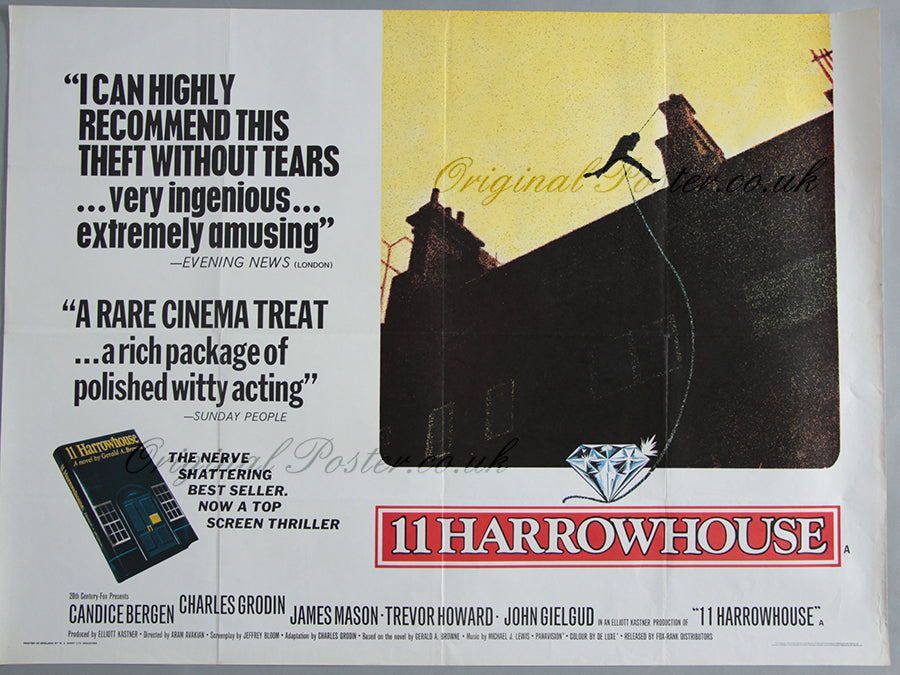 “I CAN HIGHLY
RECOMMEND THIS
THEFT WITHOUT TEARS
...very ingenious...
extremely amusing”
—EVENING NEWS (LONDON)
“A RARE CINEMA TREAT
...a rich package of
polished witty acting”
—SUNDAY PEOPLE
11 Harrowhouse
A novel by Gerald A.
THE NERVE
SHATTERING
BEST SELLER.
NOW A TOP
SCREEN THRILLER
Original Poster.co.uk
Original Poster.co.uk
11 HARROWHOUSE A
20th Century-Fox Presents
CANDICE BERGEN CHARLES GRODIN JAMES MASON · TREVOR HOWARD · JOHN GIELGUD IN AN ELLIOTT KASTNER PRODUCTION OF “11 HARROWHOUSE” A
Produced by ELLIOTT KASTNER · Directed by ARAM AVAKIAN · Screenplay by JEFFREY BLOOM · Adaptation by CHARLES GRODIN · Based on the novel by GERALD A. BROWNE · Music by MICHAEL J. LEWIS · PANAVISION® · COLOUR BY DE LUXE® · RELEASED BY FOX-RANK DISTRIBUTORS